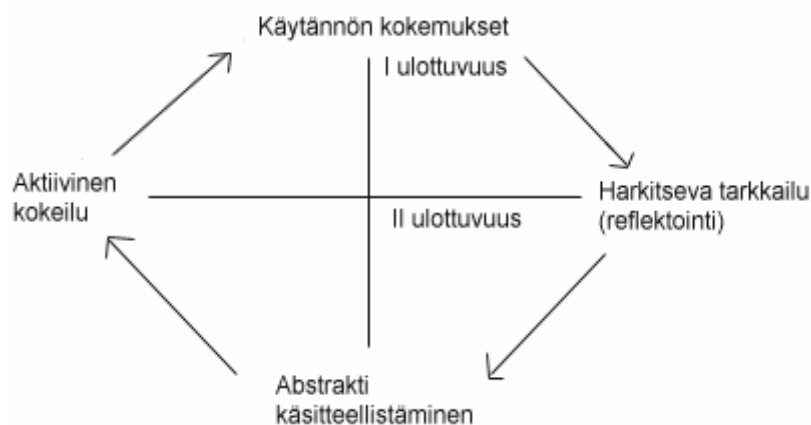 Käytännön kokemukset
I ulottuvuus
Aktiivinen
kokeilu
Harkitseva tarkkailu
(reflektointi)
II ulottuvuus
Abstrakti
käsitteellistäminen